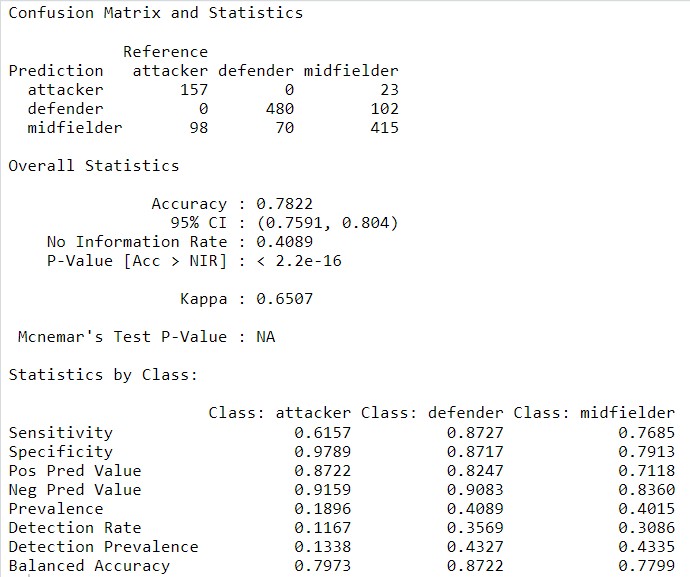 Confusion Matrix and Statistics
Reference
Prediction attacker defender midfielder
attacker 157 0 23
defender 0 480 102
midfielder 98 70 415
Overall Statistics
Accuracy : 0.7822
95% CI : (0.7591, 0.804)
No Information Rate : 0.4089
P-Value [Acc > NIR] : < 2.2e-16
Kappa : 0.6507
Mcnemar's Test P-Value : NA
Statistics by Class:
Class: attacker Class: defender Class: midfielder
Sensitivity 0.6157 0.8727 0.7685
Specificity 0.9789 0.8717 0.7913
Pos Pred Value 0.8722 0.8247 0.7118
Neg Pred Value 0.9159 0.9083 0.8360
Prevalence 0.1896 0.4089 0.4015
Detection Rate 0.1167 0.3569 0.3086
Detection Prevalence 0.1338 0.4327 0.4335
Balanced Accuracy 0.7973 0.8722 0.7799